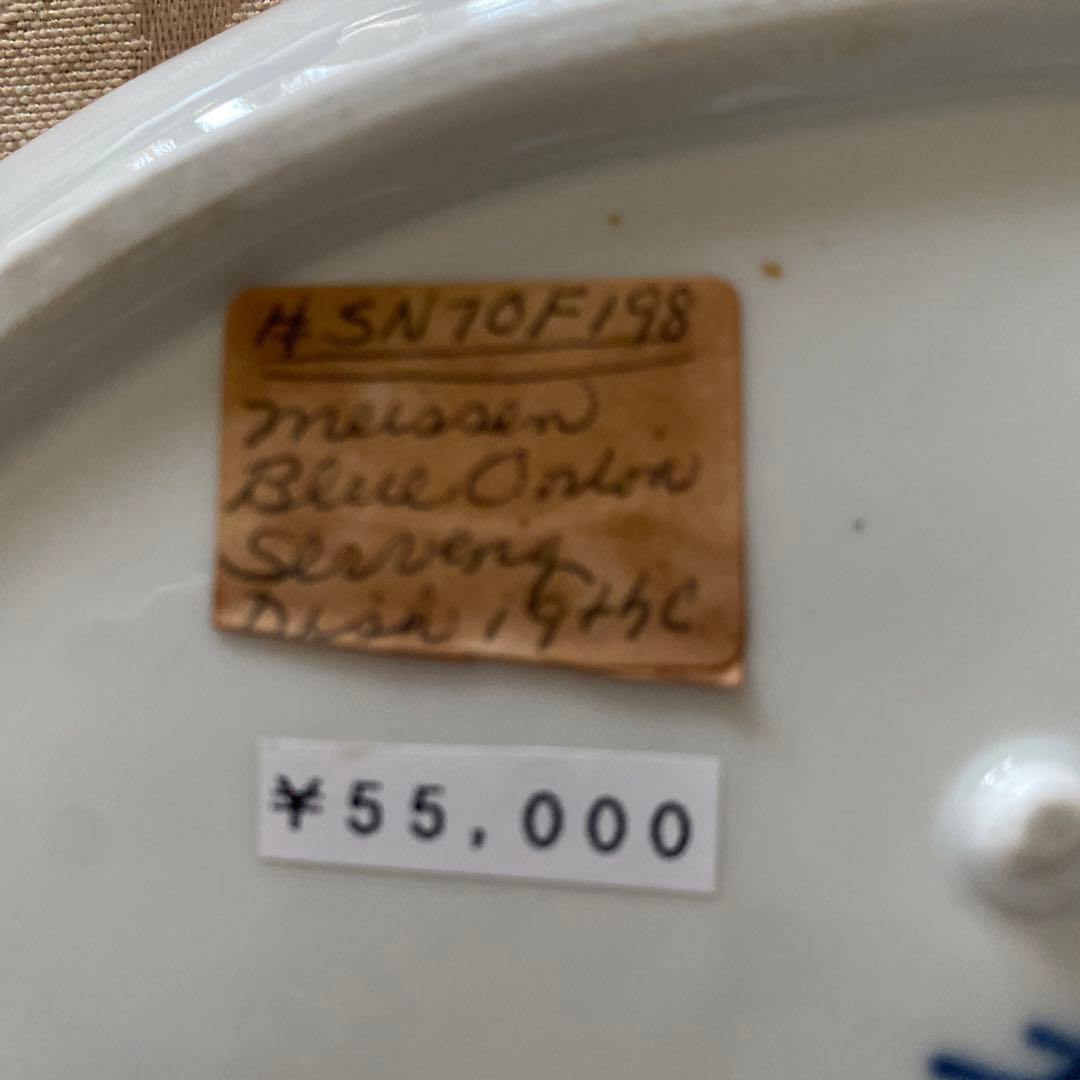 # SN70F198
Meissen
Blue Onion
Serving
Dish 19thC
¥55,000